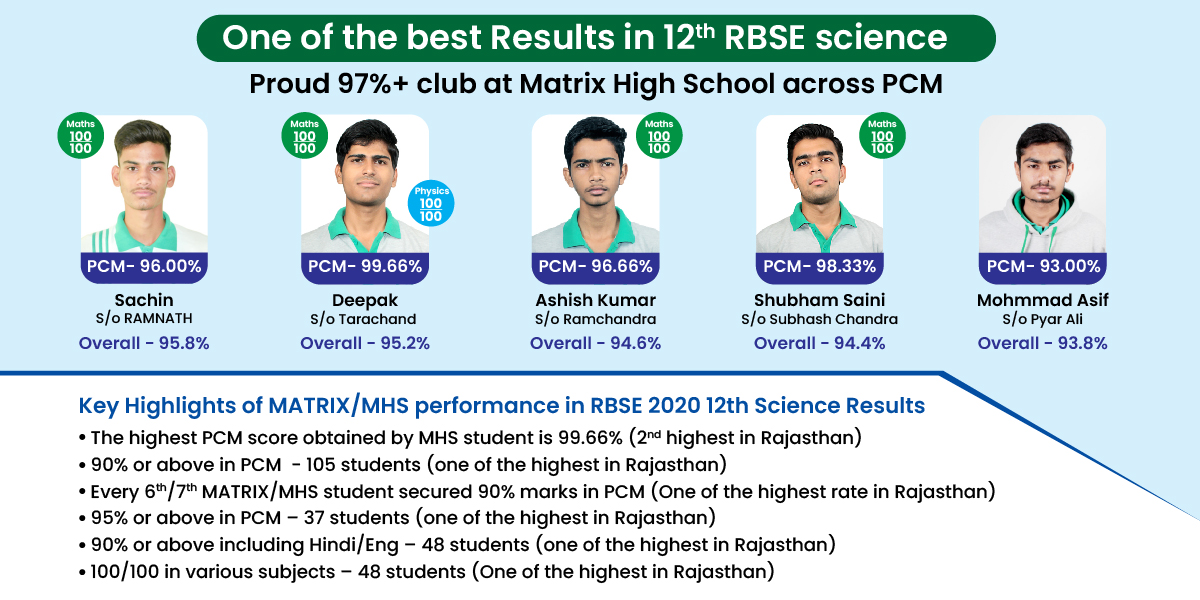 One of the best Results in 12th RBSE science
Proud 97%+ club at Matrix High School across PCM
Maths
100
100
PCM- 96.00%
Sachin
S/o RAMNATH
Overall - 95.8%
Maths
100
100
Physics
100
100
PCM- 99.66%
Deepak
S/o Tarachand
Overall - 95.2%
Maths
100
100
PCM- 96.66%
Ashish Kumar
S/o Ramchandra
Overall - 94.6%
Maths
100
100
PCM- 98.33%
Shubham Saini
S/o Subhash Chandra
Overall - 94.4%
PCM- 93.00%
Mohmmad Asif
S/o Pyar Ali
Overall - 93.8%
Key Highlights of MATRIX/MHS performance in RBSE 2020 12th Science Results
• The highest PCM score obtained by MHS student is 99.66% (2nd highest in Rajasthan)
• 90% or above in PCM - 105 students (one of the highest in Rajasthan)
• Every 6th/7th MATRIX/MHS student secured 90% marks in PCM (One of the highest rate in Rajasthan)
• 95% or above in PCM – 37 students (one of the highest in Rajasthan)
• 90% or above including Hindi/Eng – 48 students (one of the highest in Rajasthan)
• 100/100 in various subjects – 48 students (One of the highest in Rajasthan)